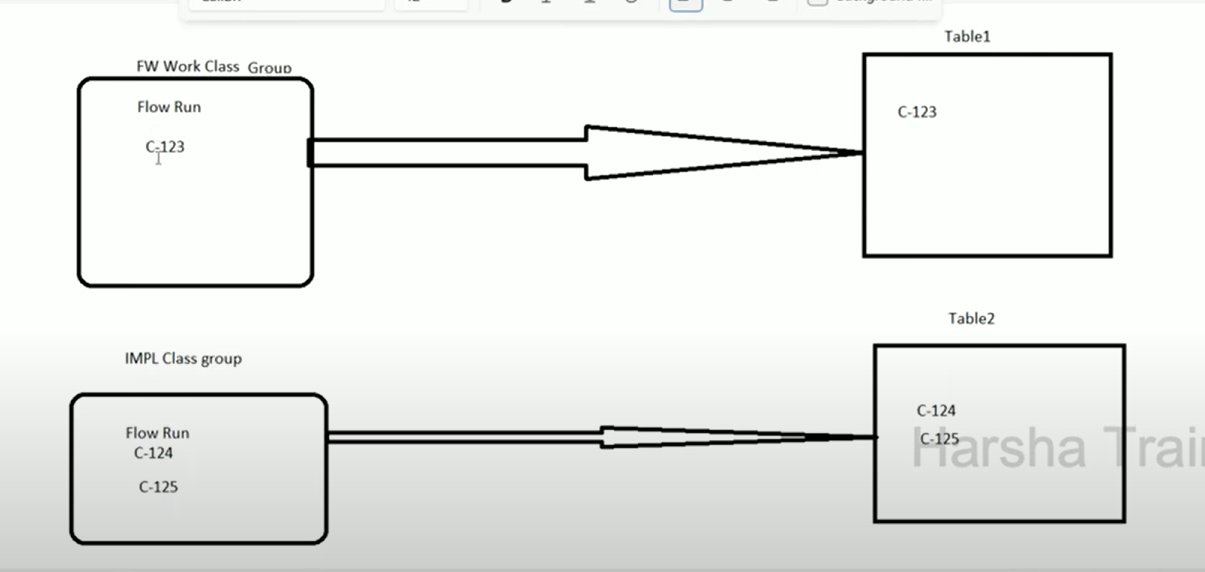 Table1
FW Work Class Group
Flow Run
C-123
C-123
Table2
IMPL Class group
Flow Run
C-124
C-125
C-124
C-125
Harsha Trai